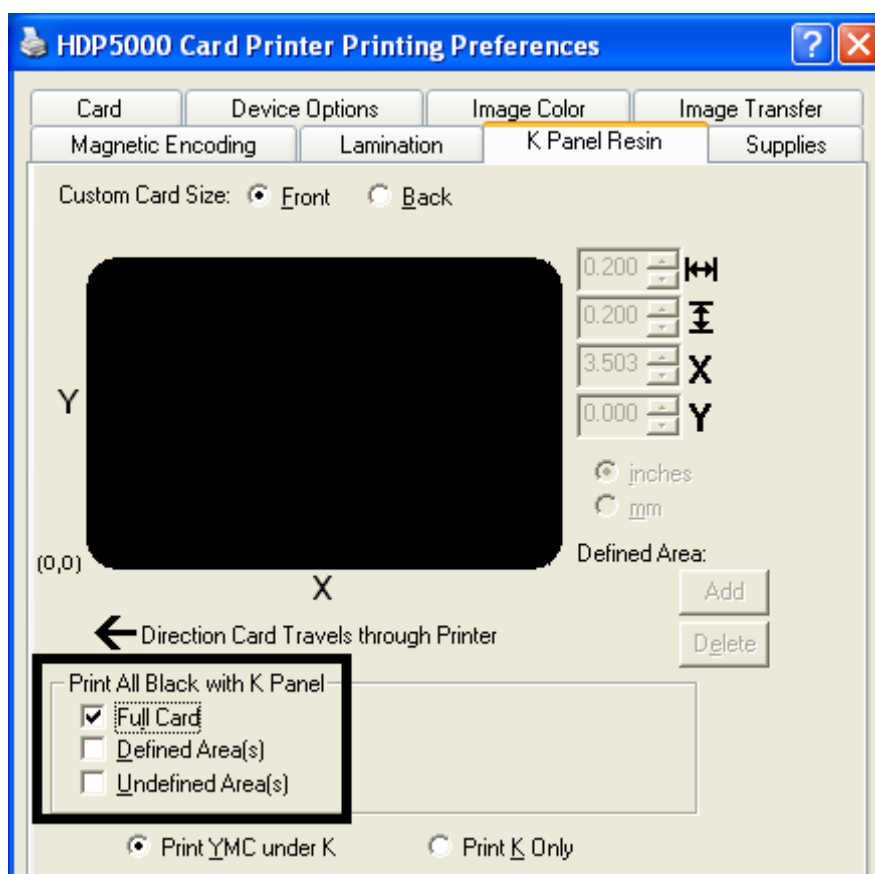 HDP5000 Card Printer Printing Preferences
Card Device Options Image Color Image Transfer
Magnetic Encoding Lamination K Panel Resin Supplies
Custom Card Size: Front Back
0.200
0.200
3.503 X
Y 0.000 Y
inches
mm
(0,0) Defined Area:
X Add
Direction Card Travels through Printer Delete
Print All Black with K Panel
Full Card
Defined Area(s)
Undefined Area(s)
Print YMC under K Print K Only